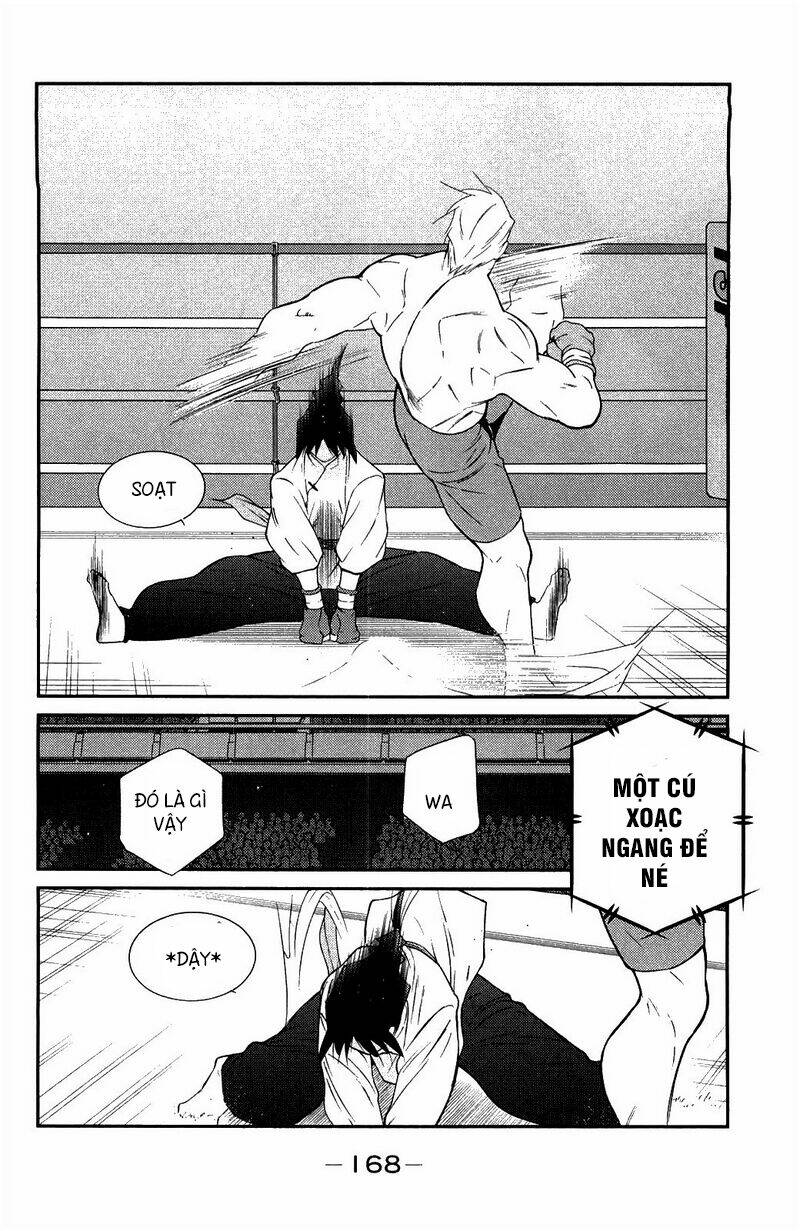 SOẠT
MỘT CÚ
XOẠC
NGANG ĐỂ
NÉ
WA
ĐÓ LÀ GÌ
VẬY
*DẬY*
-168-